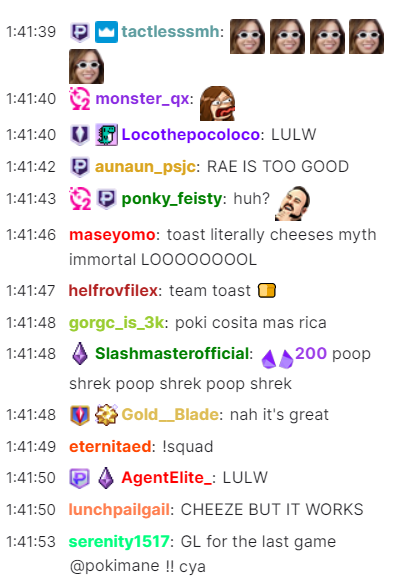 1:41:39 tactlesssmh:
1:41:40 monster_qx:
1:41:40 Locothepocoloco: LULW
1:41:42 aunaun_psjc: RAE IS TOO GOOD
1:41:43 ponky_feisty: huh?
1:41:46 maseyomo: toast literally cheeses myth
immortal LOOOOOOOOL
1:41:47 helfrovfilex: team toast
1:41:48 gorgc_is_3k: poki cosita mas rica
1:41:48 Slashmasterofficial: 200 poop
shrek poop shrek poop shrek
1:41:48 Gold__Blade: nah it's great
1:41:49 eternitaed: !squad
1:41:50 AgentElite_: LULW
1:41:50 lunchpailgail: CHEEZE BUT IT WORKS
1:41:53 serenity1517: GL for the last game
@pokimane !! cya